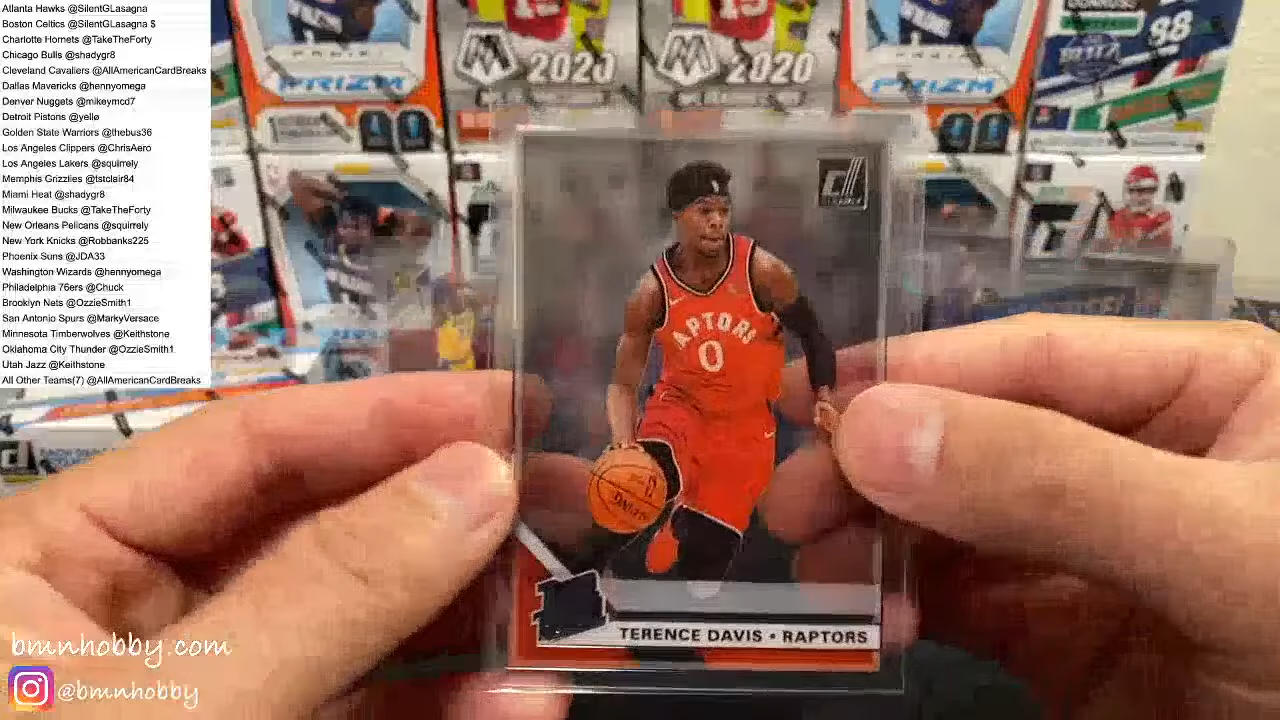 Atlanta Hawks @SilentGLasagna
Boston Celtics @SilentGLasagna $
Charlotte Hornets @TakeTheForty
Chicago Bulls @shadygr8
Cleveland Cavaliers @AllAmericanCardBreaks
Dallas Mavericks @hennyomega
Denver Nuggets @mikeymcd7
Detroit Pistons @yelle
Golden State Warriors @thebus36
Los Angeles Clippers @ChrisAero
Los Angeles Lakers @squirrely
Memphis Grizzlies @tstclair84
Miami Heat @shadygr8
Milwaukee Bucks @TakeTheForty
New Orleans Pelicans @squirrely
New York Knicks @Robbanks225
Phoenix Suns @JDA33
Washington Wizards @hennyomega
Philadelphia 76ers @Chuck
Brooklyn Nets @OzzieSmith1
San Antonio Spurs @MarkyVersace
Minnesota Timberwolves @Keithstone
Oklahoma City Thunder @OzzieSmith1
Utah Jazz @Keithstone
All Other Teams(7) @AllAmericanCardBreaks
PRIZM
2020
2020
PRIZM
98
RAPTORS
0
TERENCE DAVIS • RAPTORS
bmnhobby.com
@bmnhobby